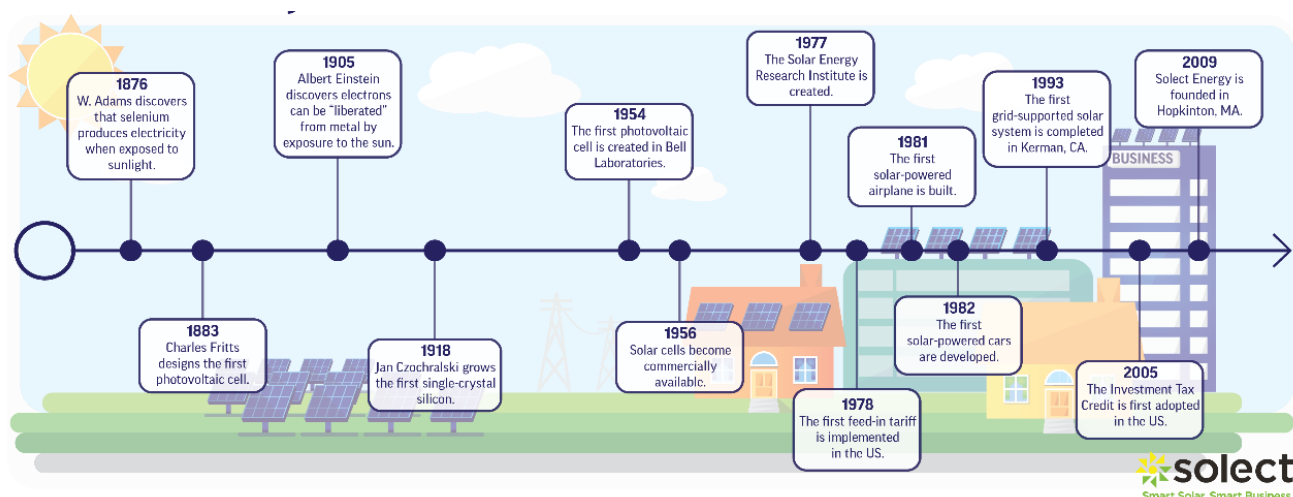 1876
W. Adams discovers
that selenium
produces electricity
when exposed to
sunlight.
1883
Charles Fritts
designs the first
photovoltaic cell.
1905
Albert Einstein
discovers electrons
can be "liberated"
from metal by
exposure to the sun.
1918
Jan Czochralski grows
the first single-crystal
silicon.
1954
The first photovoltaic
cell is created in Bell
Laboratories.
1956
Solar cells become
commercially
available.
1977
The Solar Energy
Research Institute is
created.
1978
The first feed-in tariff
is implemented
in the US.
1981
The first
solar-powered
airplane is built.
1982
The first
solar-powered cars
are developed.
1993
The first
grid-supported solar
system is completed
in Kerman, CA.
2005
The Investment Tax
Credit is first adopted
in the US.
2009
Solect Energy is
founded in
Hopkinton, MA.
BUSINESS
solect
Smart Solar. Smart Business.